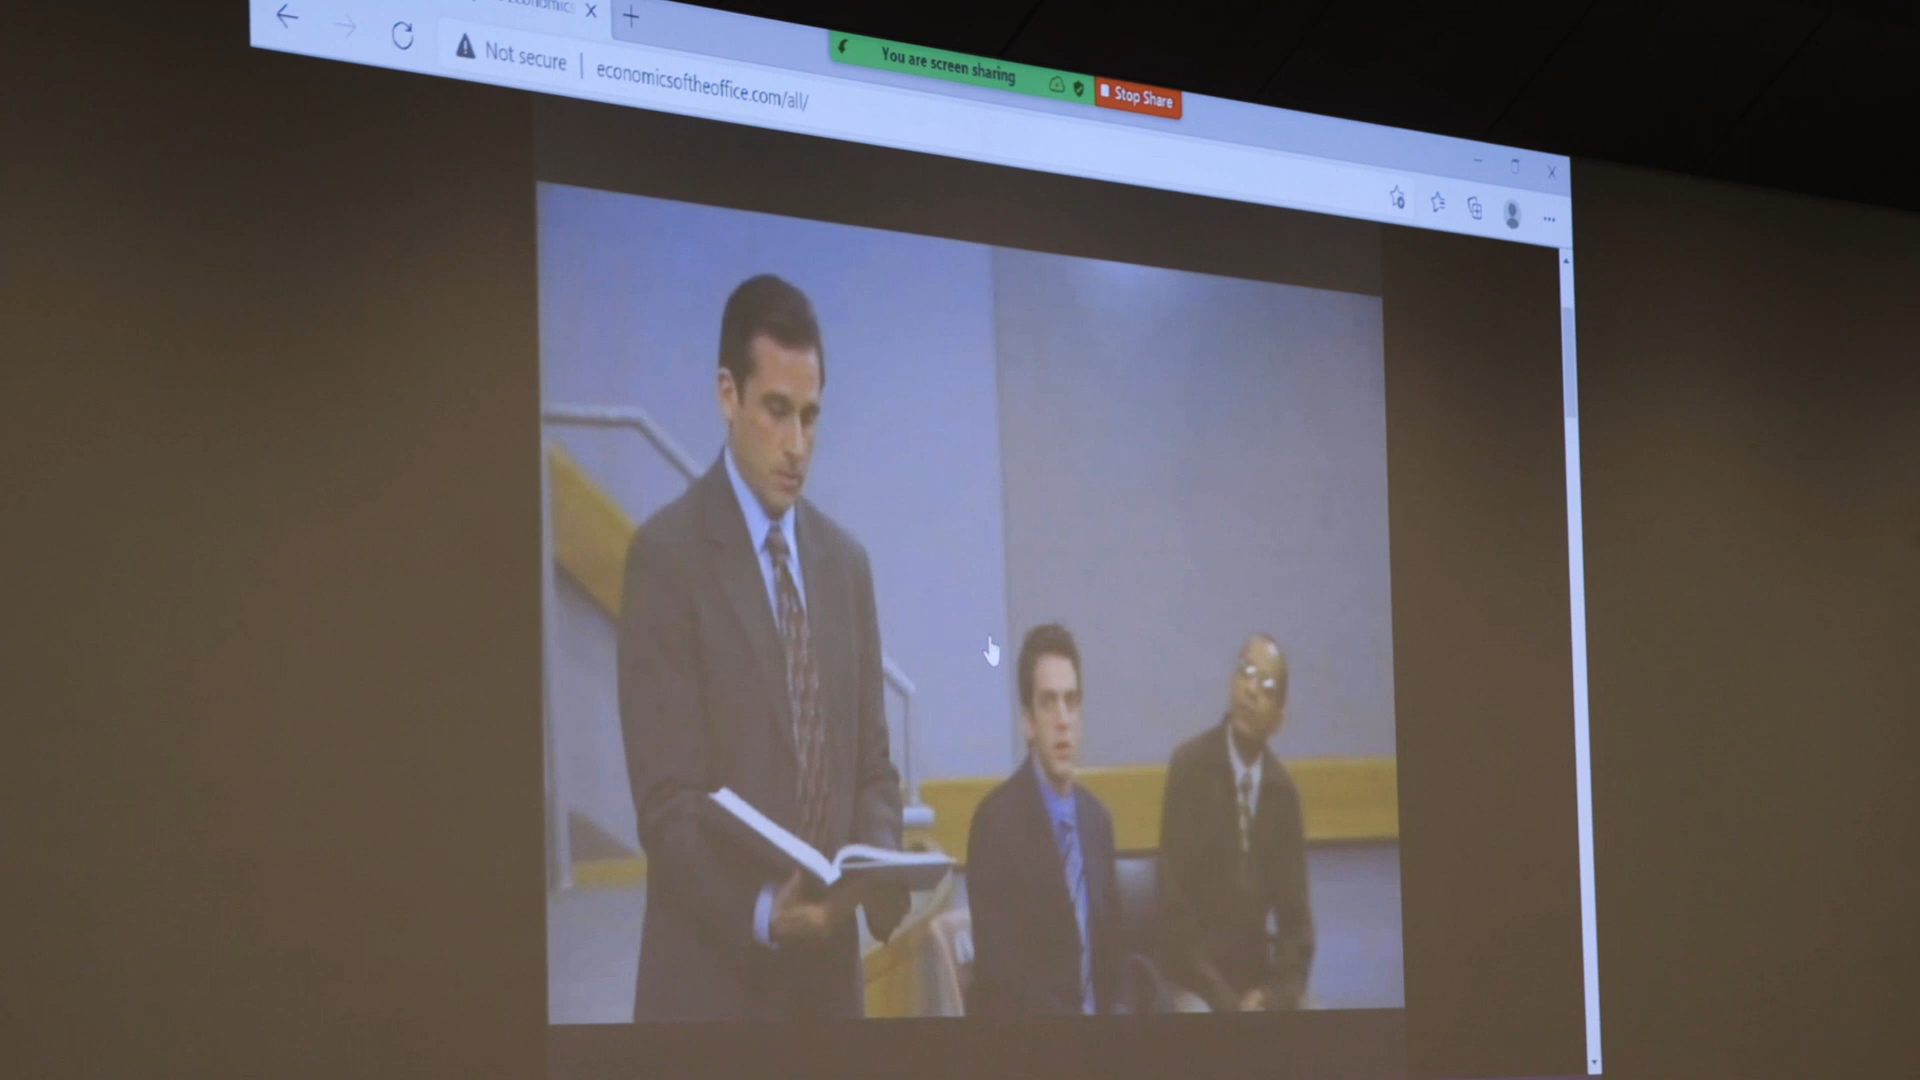 Not secure
economicsoftheoffice.com/all/
You are screen sharing
Stop Share